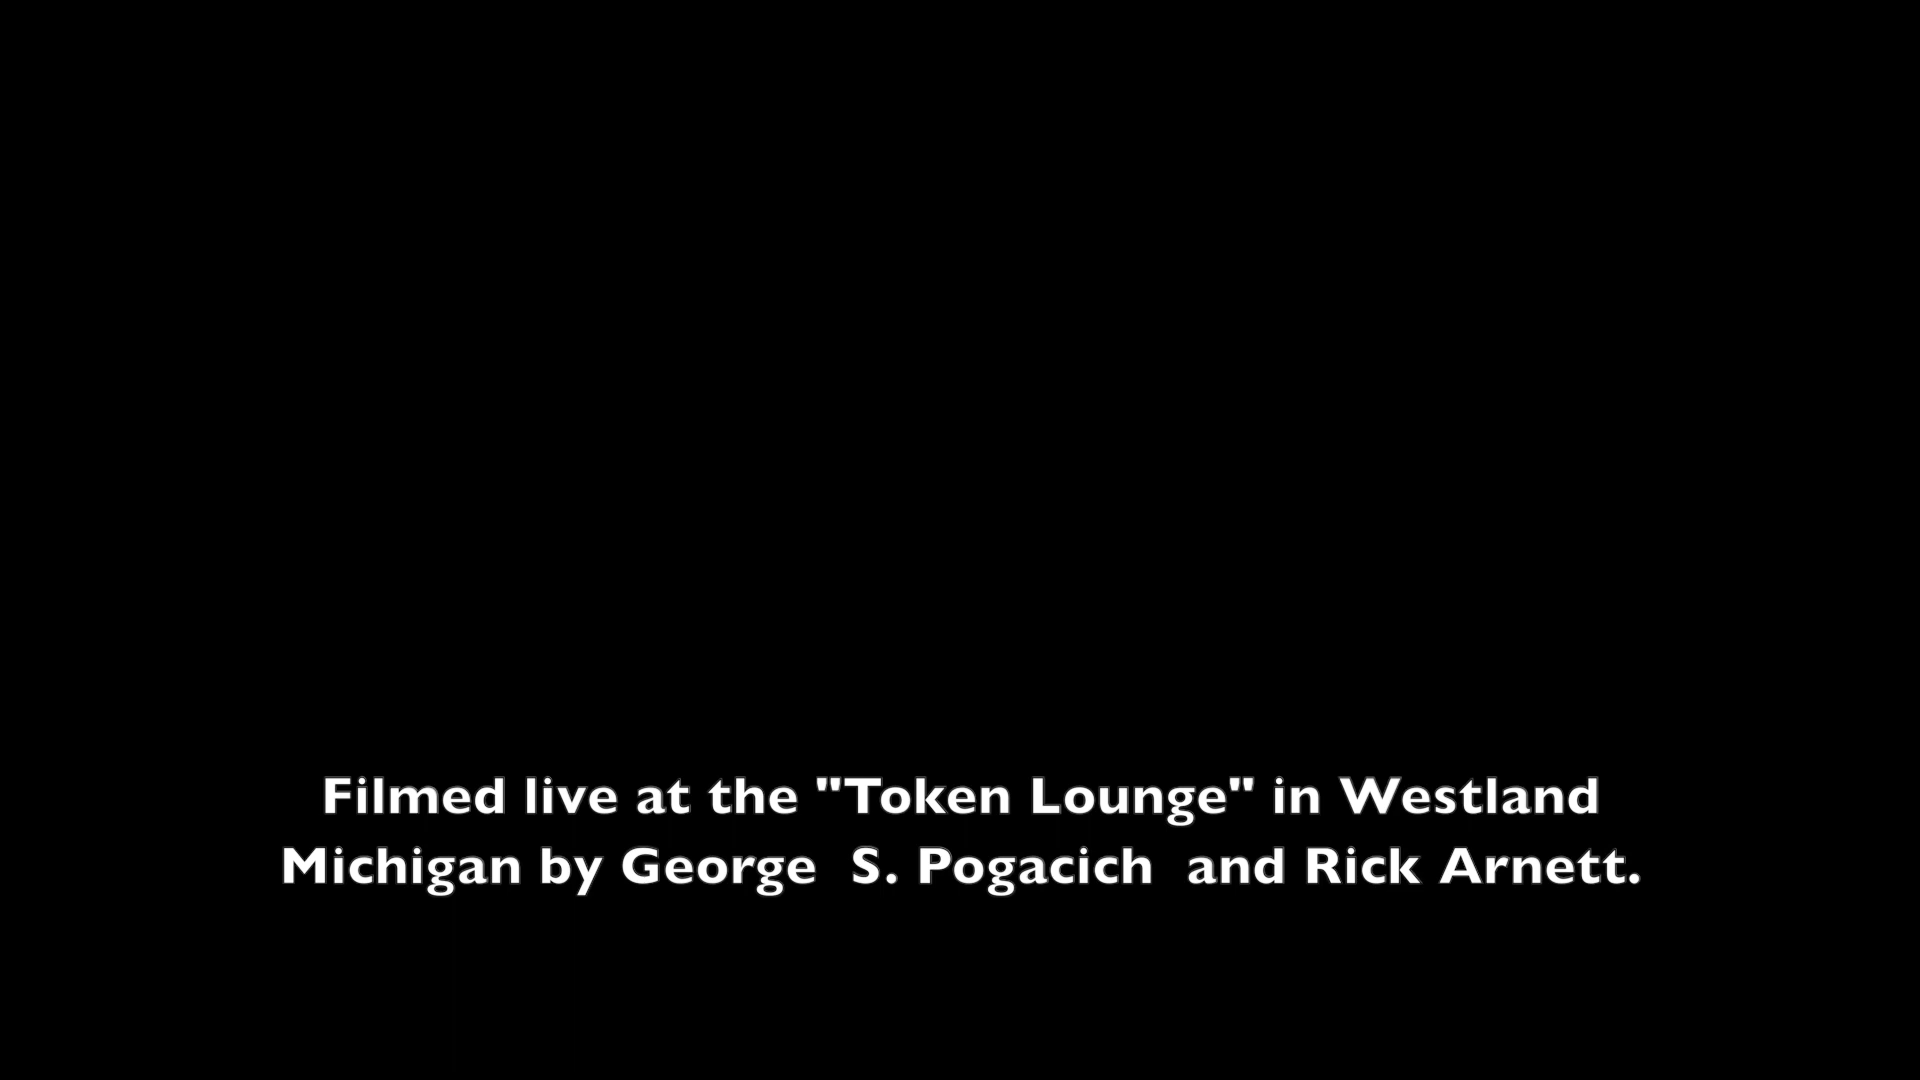 Filmed live at the "Token Lounge" in Westland
Michigan by George  S. Pogacich  and Rick Arnett.